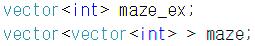 vector<int> maze_ex;
vector<vector<int> > maze;